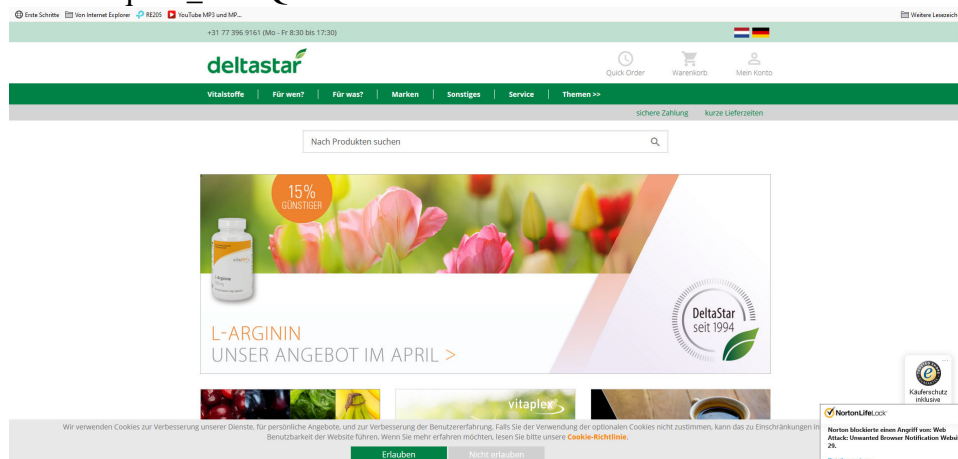 Erste Schritte Von Internet Explorer RE205 YouTube MP3 und MP... Weitere Lesezeich
+31 77 396 9161 (Mo - Fr 8:30 bis 17:30)
deltastar
Quick Order Warenkorb Mein Konto
Vitalstoffe Für wen? Für was? Marken Sonstiges Service Themen >>
sichere Zahlung kurze Lieferzeiten
Nach Produkten suchen
15%
GÜNSTIGER
L-Arginine
DeltaStar
seit 1994
L-ARGININ
UNSER ANGEBOT IM APRIL >
e
Käuferschutz
inklusive
vitaplex
Wir verwenden Cookies zur Verbesserung unserer Dienste, für persönliche Angebote, und zur Verbesserung der Benutzererfahrung. Falls Sie der Verwendung der optionalen Cookies nicht zustimmen, kann das zu Einschränkungen in
Benutzbarkeit der Website führen. Wenn Sie mehr erfahren möchten, lesen Sie bitte unsere Cookie-Richtlinie.
Erlauben Nicht erlauben
NortonLifeLock
Norton blockierte einen Angriff von: Web
Attack: Unwanted Browser Notification Websi
29.